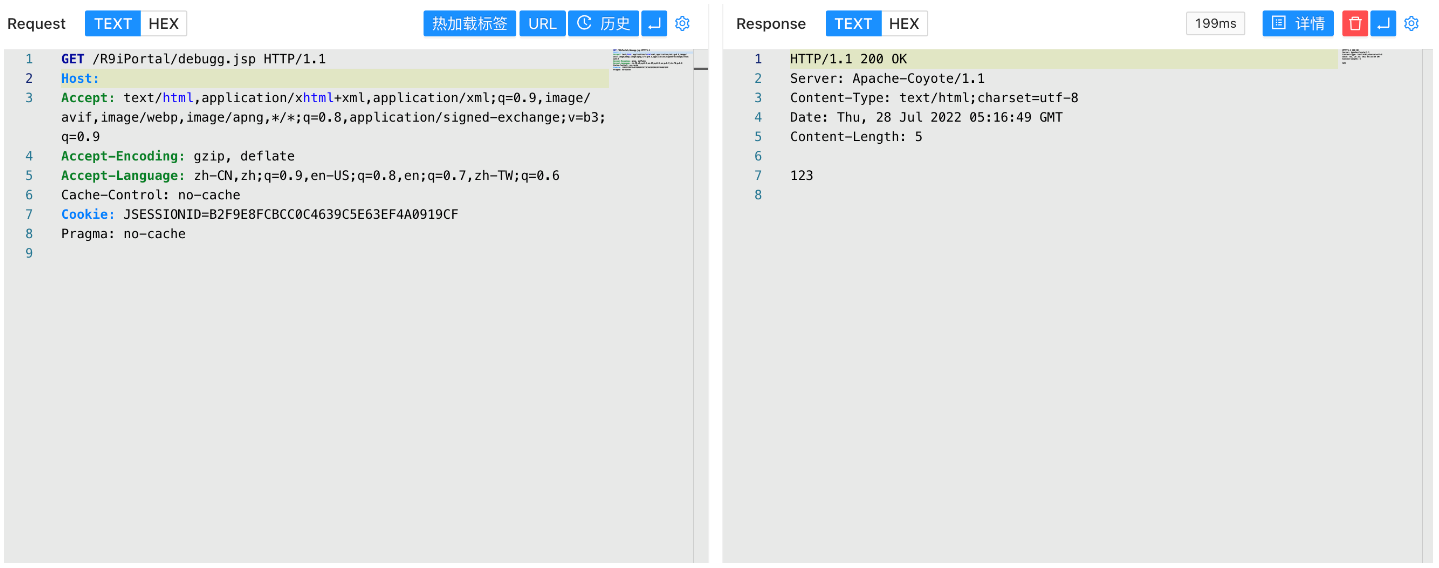 Request TEXT HEX 热加载标签 URL 历史
1 GET /R9iPortal/debugg.jsp HTTP/1.1
2 Host:
3 Accept: text/html,application/xhtml+xml,application/xml;q=0.9,image/
avif,image/webp,image/apng,*/*;q=0.8,application/signed-exchange;v=b3;
q=0.9
4 Accept-Encoding: gzip, deflate
5 Accept-Language: zh-CN,zh;q=0.9,en-US;q=0.8,en;q=0.7,zh-TW;q=0.6
6 Cache-Control: no-cache
7 Cookie: JSESSIONID=B2F9E8FCBCC0C4639C5E63EF4A0919CF
8 Pragma: no-cache
9
Response TEXT HEX 199ms 详情
1 HTTP/1.1 200 OK
2 Server: Apache-Coyote/1.1
3 Content-Type: text/html;charset=utf-8
4 Date: Thu, 28 Jul 2022 05:16:49 GMT
5 Content-Length: 5
6
7 123
8